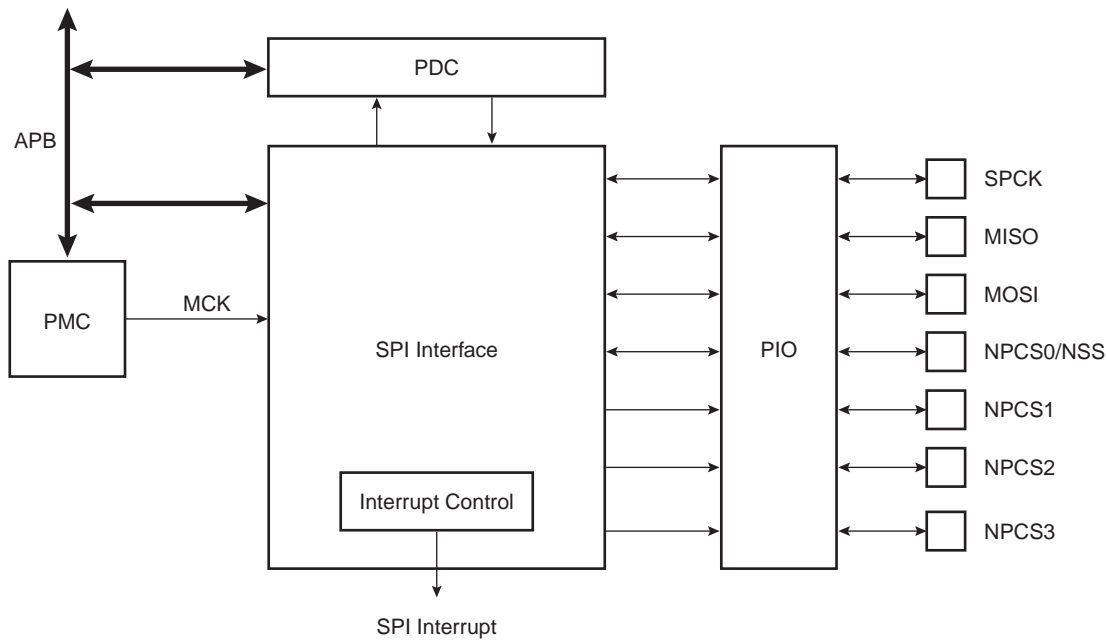 PDC
APB
SPCK
MISO
MCK
MOSI
PMC
SPI Interface
PIO
NPCS0/NSS
NPCS1
NPCS2
Interrupt Control
NPCS3
SPI Interrupt